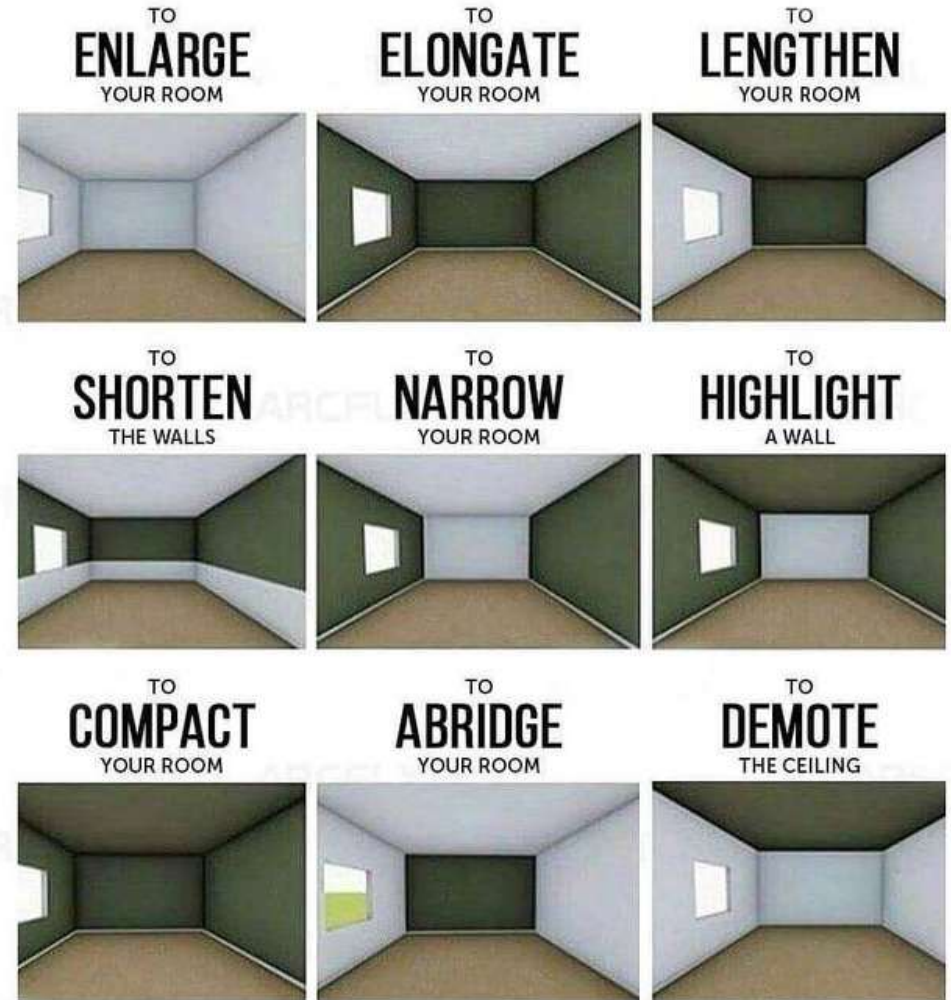 TO
ENLARGE
YOUR ROOM
TO
ELONGATE
YOUR ROOM
TO
LENGTHEN
YOUR ROOM
TO
SHORTEN
THE WALLS
TO
NARROW
YOUR ROOM
TO
HIGHLIGHT
A WALL
TO
COMPACT
YOUR ROOM
TO
ABRIDGE
YOUR ROOM
TO
DEMOTE
THE CEILING